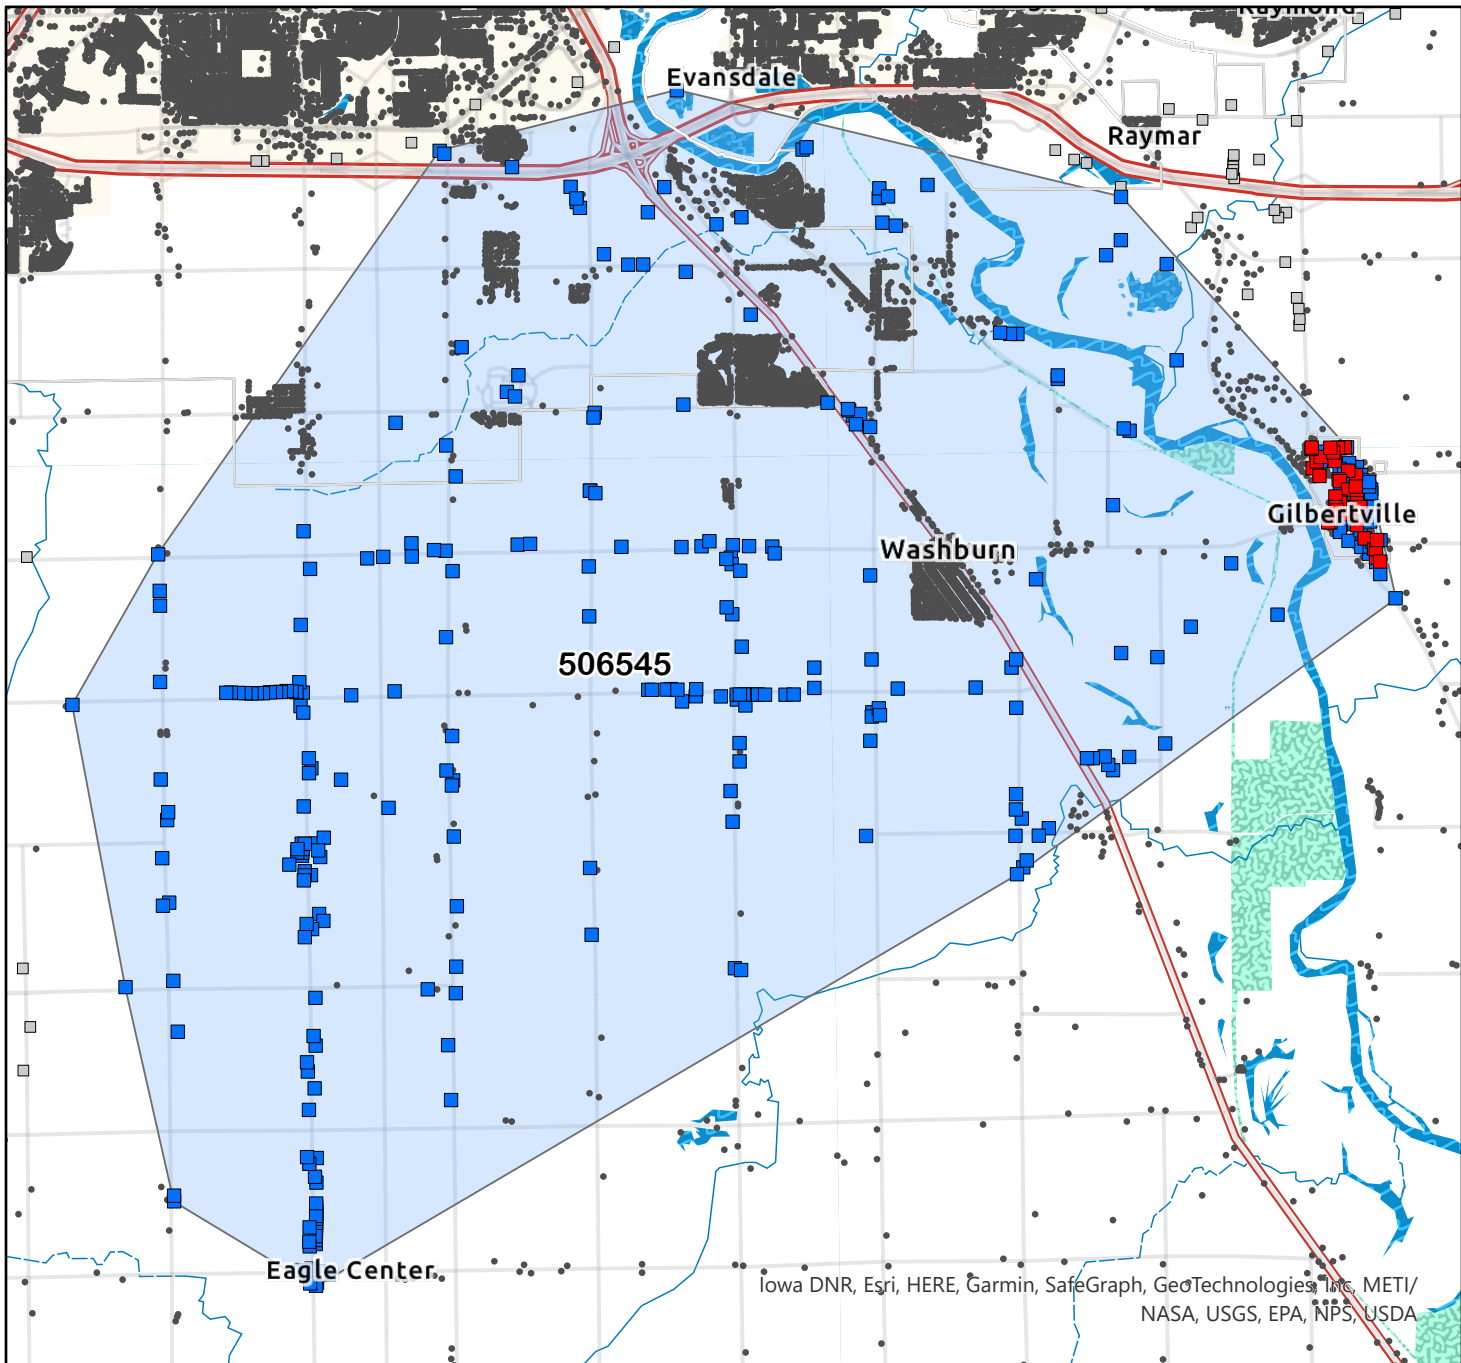 Raymond
Evansdale
Raymar
Gilbertville
Washburn
506545
Eagle Center
Iowa DNR, Esri, HERE, Garmin, SafeGraph, GeoTechnologies, Inc, METI/
NASA, USGS, EPA, NPS, USDA